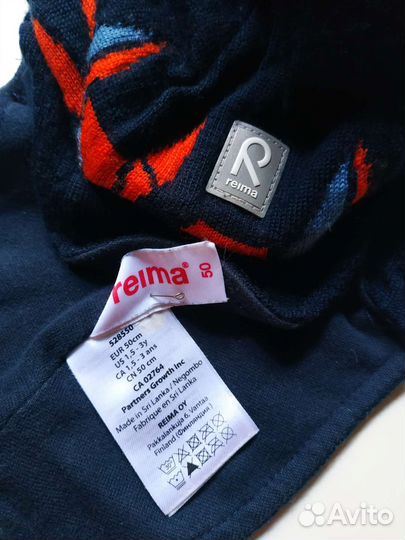 R
reima
reima® 50
528550
EUR 50cm
US 1,5 - 3y
CA 1,5 - 3 ans
CN 50 cm
CA 02764
Partners Growth Inc
Made in Sri Lanka / Negombo
Fabriqué en Sri Lanka
REIMA OY
Pakkalankuja 6, Vantaa
Finland (Финляндия)
Avito